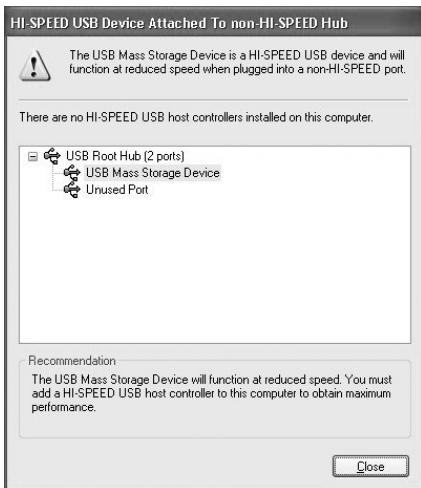 HI-SPEED USB Device Attached To non-HI-SPEED Hub
The USB Mass Storage Device is a HI-SPEED USB device and will
function at reduced speed when plugged into a non-HI-SPEED port.
There are no HI-SPEED USB host controllers installed on this computer.
USB Root Hub (2 ports)
USB Mass Storage Device
Unused Port
Recommendation
The USB Mass Storage Device will function at reduced speed. You must
add a HI-SPEED USB host controller to this computer to obtain maximum
performance.
Close